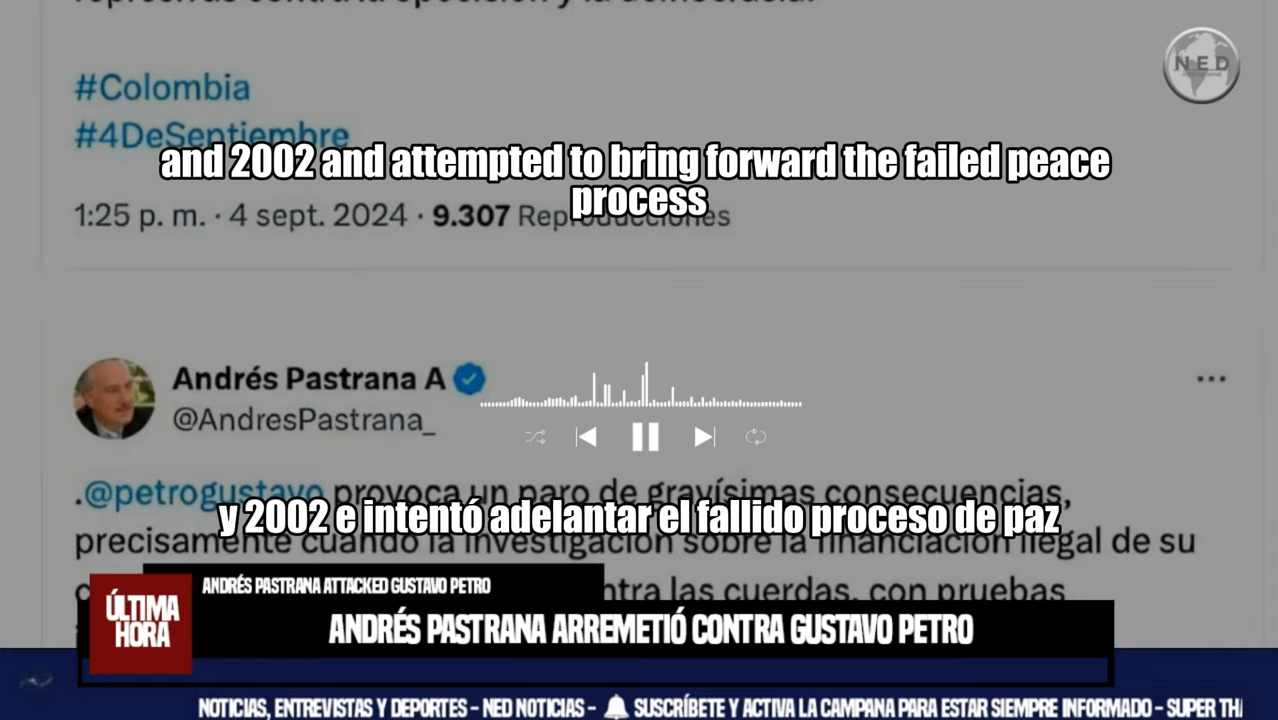 #Colombia
#4DeSentiembre
NED
and 2002 and attempted to bring forward the failed peace
process
1:25 p. m. · 4 sept. 2024 · 9.307 Reproducciones
Andrés Pastrana A
@AndresPastrana_
.@petrogustavo provoca un paro de gravísimas consecuencias,
y 2002 e intentó adelantar el fallido proceso de paz
precisamente cuando la investigación sobre la financiación ilegal de su
contra las cuerdas, con pruebas
ANDRÉS PASTRANA ATTACKED GUSTAVO PETRO
ÚLTIMA
HORA
ANDRÉS PASTRANA ARREMETIÓ CONTRA GUSTAVO PETRO
NOTICIAS, ENTREVISTAS Y DEPORTES - NED NOTICIAS - SUSCRÍBETE Y ACTIVA LA CAMPANA PARA ESTAR SIEMPRE INFORMADO - SUPER